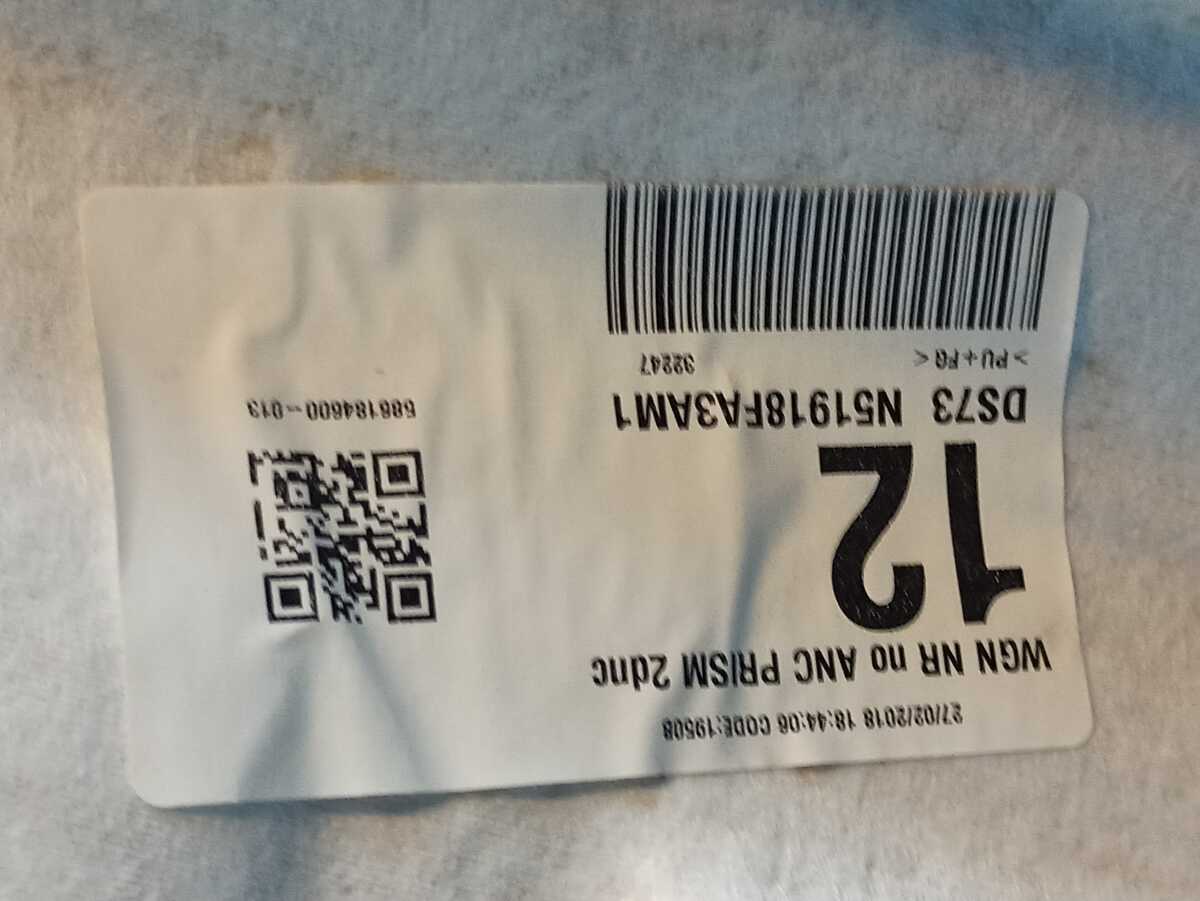 27/02/2018 18:44:06 CODE:19508
WGN NR no ANC PRISM 2dnc
12
DS73 N51918FA3AM1
>PU+FG< 32247
586184600-013